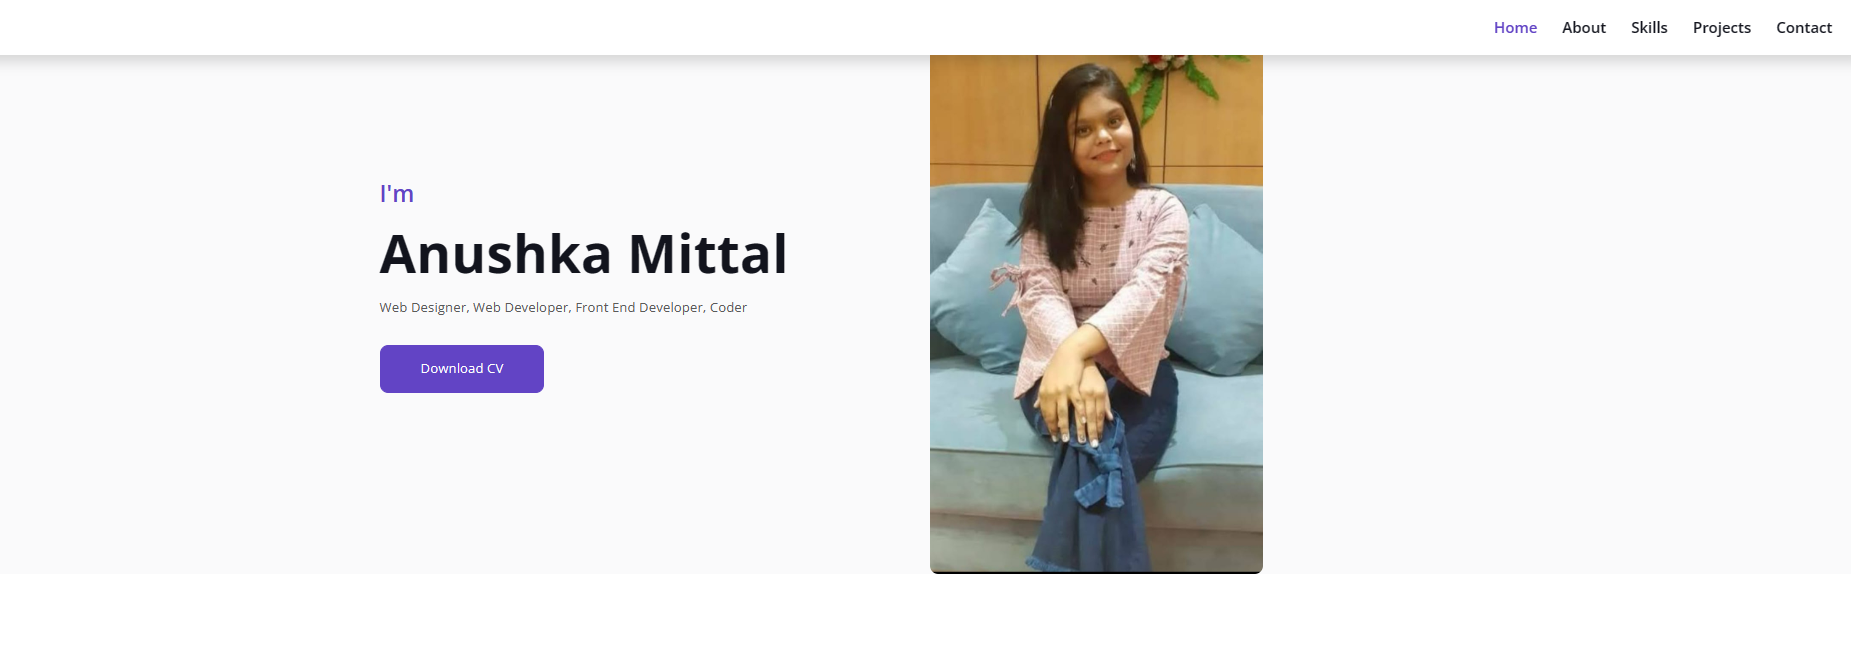 Home About Skills Projects Contact
I'm
Anushka Mittal
Web Designer, Web Developer, Front End Developer, Coder
Download CV